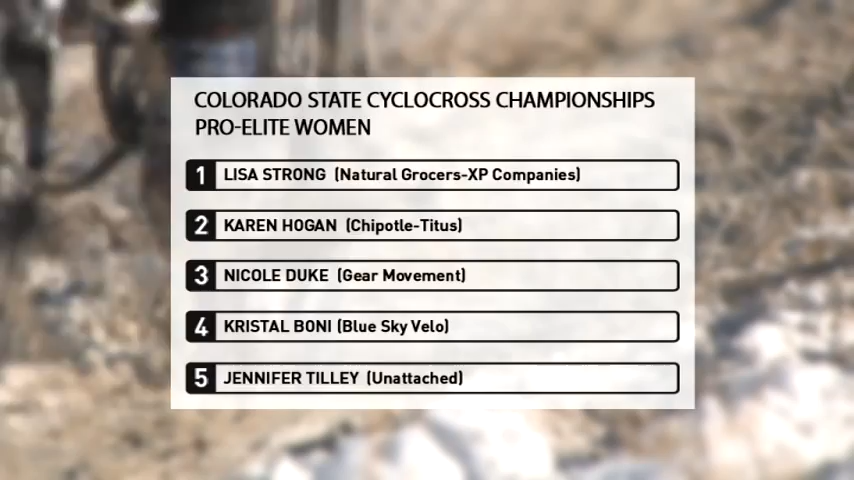 COLORADO STATE CYCLOCROSS CHAMPIONSHIPS
PRO-ELITE WOMEN
1 LISA STRONG (Natural Grocers-XP Companies)
2 KAREN HOGAN (Chipotle-Titus)
3 NICOLE DUKE (Gear Movement)
4 KRISTAL BONI (Blue Sky Velo)
5 JENNIFER TILLEY (Unattached)